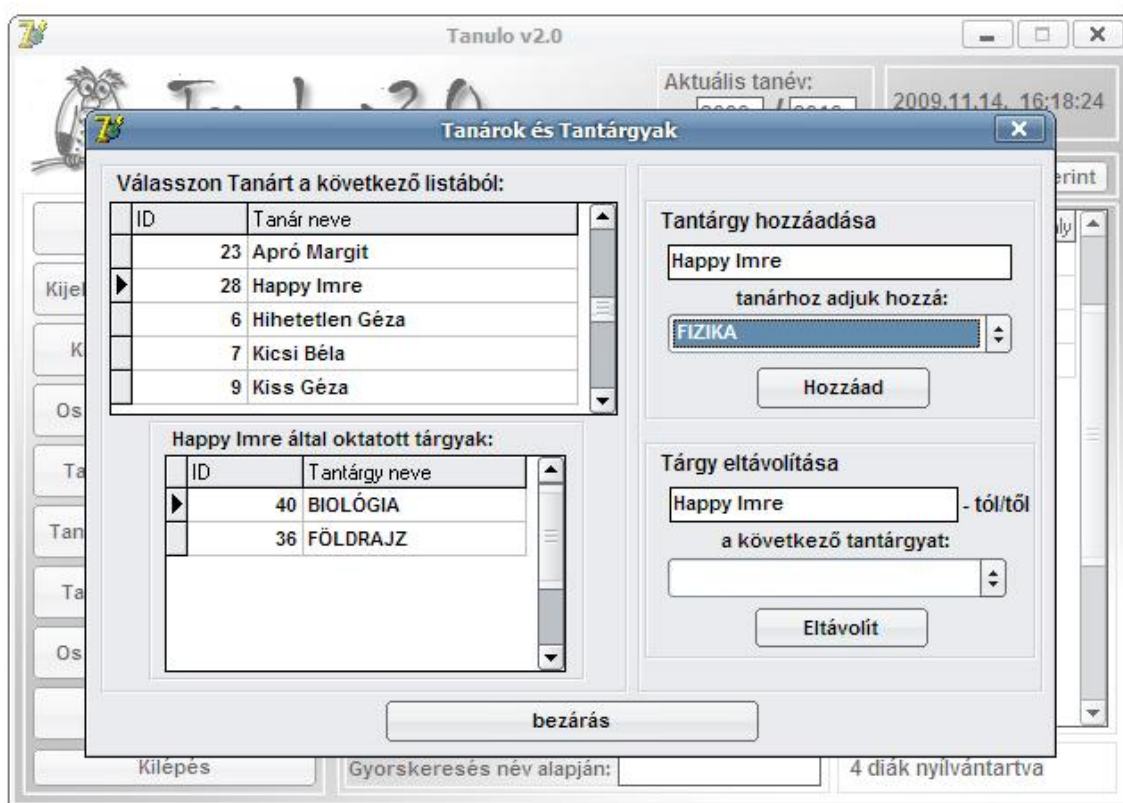 Tanulo v2.0
Aktuális tanév:
2009.11.14. 16:18:24
Tanárok és Tantárgyak
Válasszon Tanárt a következő listából:
ID Tanár neve
23 Apró Margit
28 Happy Imre
6 Hihetetlen Géza
7 Kicsi Béla
9 Kiss Géza
Happy Imre által oktatott tárgyak:
ID Tantárgy neve
40 BIOLÓGIA
36 FÖLDRAJZ
Tantárgy hozzáadása
Happy Imre
tanárhoz adjuk hozzá:
FIZIKA
Hozzáad
Tárgy eltávolítása
Happy Imre - tól/től
a következő tantárgyat:
Eltávolít
bezárás
Kilépés
Gyorskeresés név alapján:
4 diák nyílvántartva